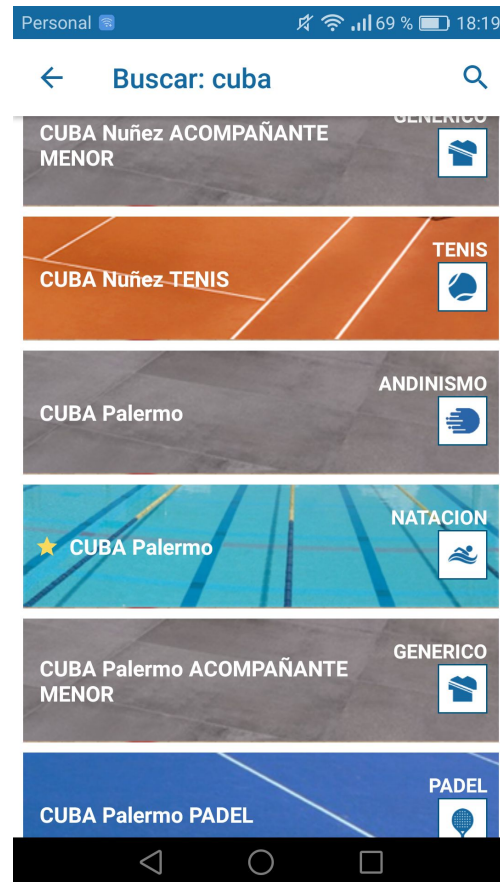 Personal 69 % 18:19
Buscar: cuba
GENERICO
CUBA Nuñez ACOMPAÑANTE
MENOR
TENIS
CUBA Nuñez TENIS
ANDINISMO
CUBA Palermo
NATACION
CUBA Palermo
GENERICO
CUBA Palermo ACOMPAÑANTE
MENOR
PADEL
CUBA Palermo PADEL